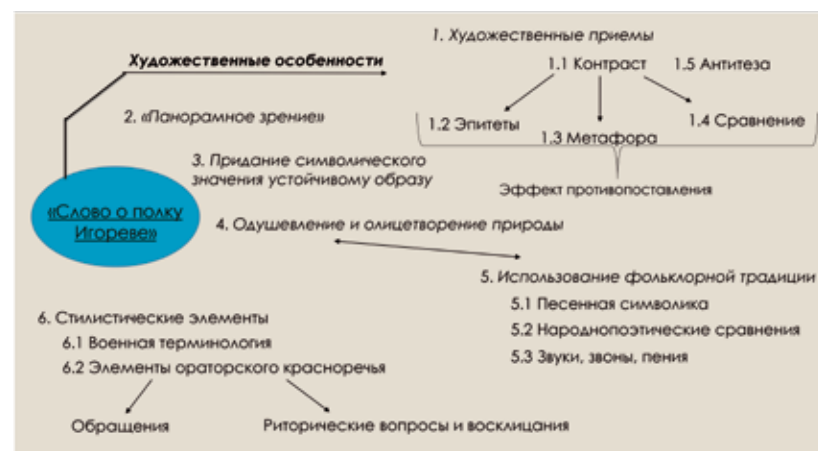 1. Художественные приемы
Художественные особенности
1.1 Контраст
1.5 Антитеза
2. «Панорамное зрение»
1.2 Эпитеты
1.3 Метафора
1.4 Сравнение
3. Придание символического
значения устойчивому образу
Эффект противопоставления
«Слово о полку
Игореве»
4. Одушевление и олицетворение природы
5. Использование фольклорной традиции
5.1 Песенная символика
5.2 Народнопоэтические сравнения
5.3 Звуки, звоны, пения
6. Стилистические элементы
6.1 Военная терминология
6.2 Элементы ораторского красноречья
Обращения
Риторические вопросы и восклицания